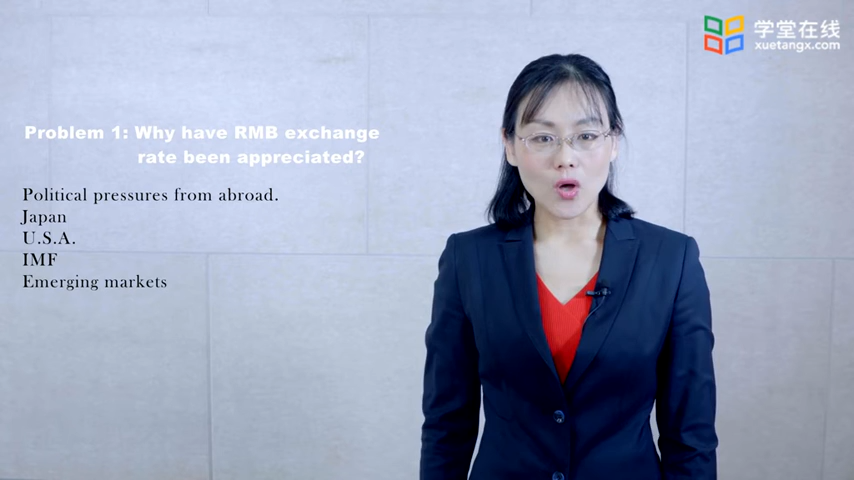 学堂在线
xuetangx.com
Problem 1: Why have RMB exchange
rate been appreciated?
Political pressures from abroad.
Japan
U.S.A.
IMF
Emerging markets